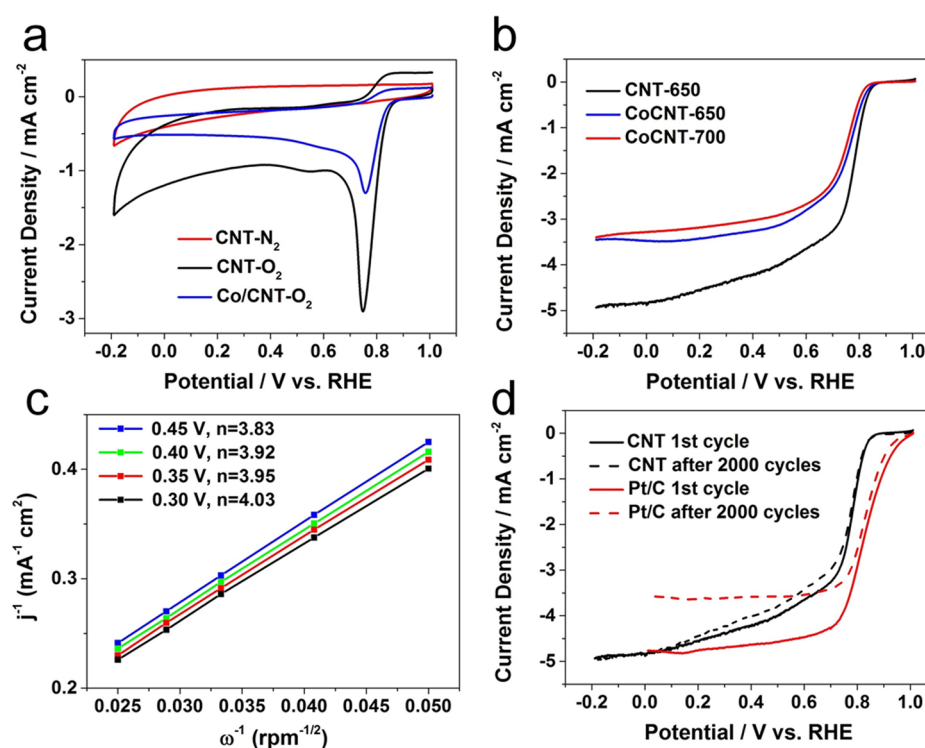 a
Current Density / mA cm⁻²
0
-1
-2
-3
CNT-N₂
CNT-O₂
Co/CNT-O₂
-0.2 0.0 0.2 0.4 0.6 0.8 1.0
Potential / V vs. RHE
b
Current Density / mA cm⁻²
0
-1
-2
-3
-4
-5
CNT-650
CoCNT-650
CoCNT-700
-0.2 0.0 0.2 0.4 0.6 0.8 1.0
Potential / V vs. RHE
c
j⁻¹ (mA⁻¹ cm²)
0.4
0.3
0.2
0.45 V, n=3.83
0.40 V, n=3.92
0.35 V, n=3.95
0.30 V, n=4.03
0.025 0.030 0.035 0.040 0.045 0.050
ω⁻¹ (rpm⁻¹ᐟ²)
d
Current Density / mA cm⁻²
0
-1
-2
-3
-4
-5
CNT 1st cycle
CNT after 2000 cycles
Pt/C 1st cycle
Pt/C after 2000 cycles
-0.2 0.0 0.2 0.4 0.6 0.8 1.0
Potential / V vs. RHE